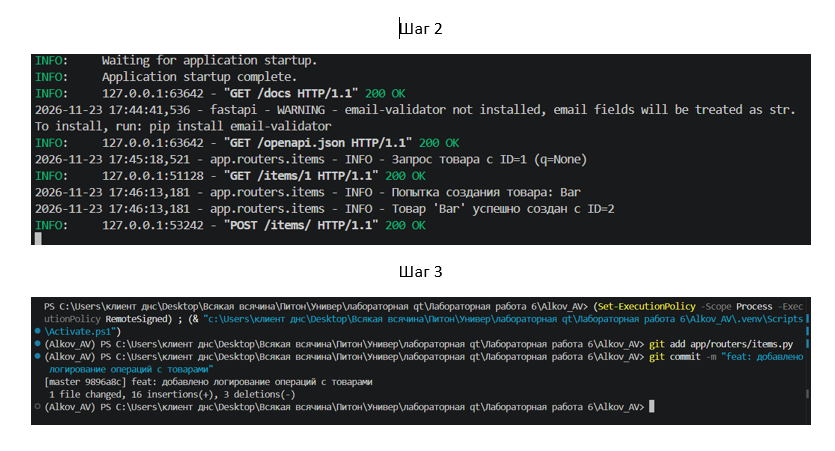 Шаг 2
INFO: Waiting for application startup.
INFO: Application startup complete.
INFO: 127.0.0.1:63642 - "GET /docs HTTP/1.1" 200 OK
2026-11-23 17:44:41,536 - fastapi - WARNING - email-validator not installed, email fields will be treated as str.
To install, run: pip install email-validator
INFO: 127.0.0.1:63642 - "GET /openapi.json HTTP/1.1" 200 OK
2026-11-23 17:45:18,521 - app.routers.items - INFO - Запрос товара с ID=1 (q=None)
INFO: 127.0.0.1:51128 - "GET /items/1 HTTP/1.1" 200 OK
2026-11-23 17:46:13,181 - app.routers.items - INFO - Попытка создания товара: Bar
2026-11-23 17:46:13,181 - app.routers.items - INFO - Товар 'Bar' успешно создан с ID=2
INFO: 127.0.0.1:53242 - "POST /items/ HTTP/1.1" 200 OK
Шаг 3
PS C:\Users\клиент днс\Desktop\Всякая всячина\Питон\Универ\лабораторная qt\Лабораторная работа 6\Alkov_AV> (Set-ExecutionPolicy -Scope Process -Exec
utionPolicy RemoteSigned) ; (& "c:\Users\клиент днс\Desktop\Всякая всячина\Питон\Универ\лабораторная qt\Лабораторная работа 6\Alkov_AV\.venv\Scripts
\Activate.ps1")
(Alkov_AV) PS C:\Users\клиент днс\Desktop\Всякая всячина\Питон\Универ\лабораторная qt\Лабораторная работа 6\Alkov_AV> git add app/routers/items.py
(Alkov_AV) PS C:\Users\клиент днс\Desktop\Всякая всячина\Питон\Универ\лабораторная qt\Лабораторная работа 6\Alkov_AV> git commit -m "feat: добавлено
логирование операций с товарами"
[master 9896a8c] feat: добавлено логирование операций с товарами
1 file changed, 16 insertions(+), 3 deletions(-)
(Alkov_AV) PS C:\Users\клиент днс\Desktop\Всякая всячина\Питон\Универ\лабораторная qt\Лабораторная работа 6\Alkov_AV>